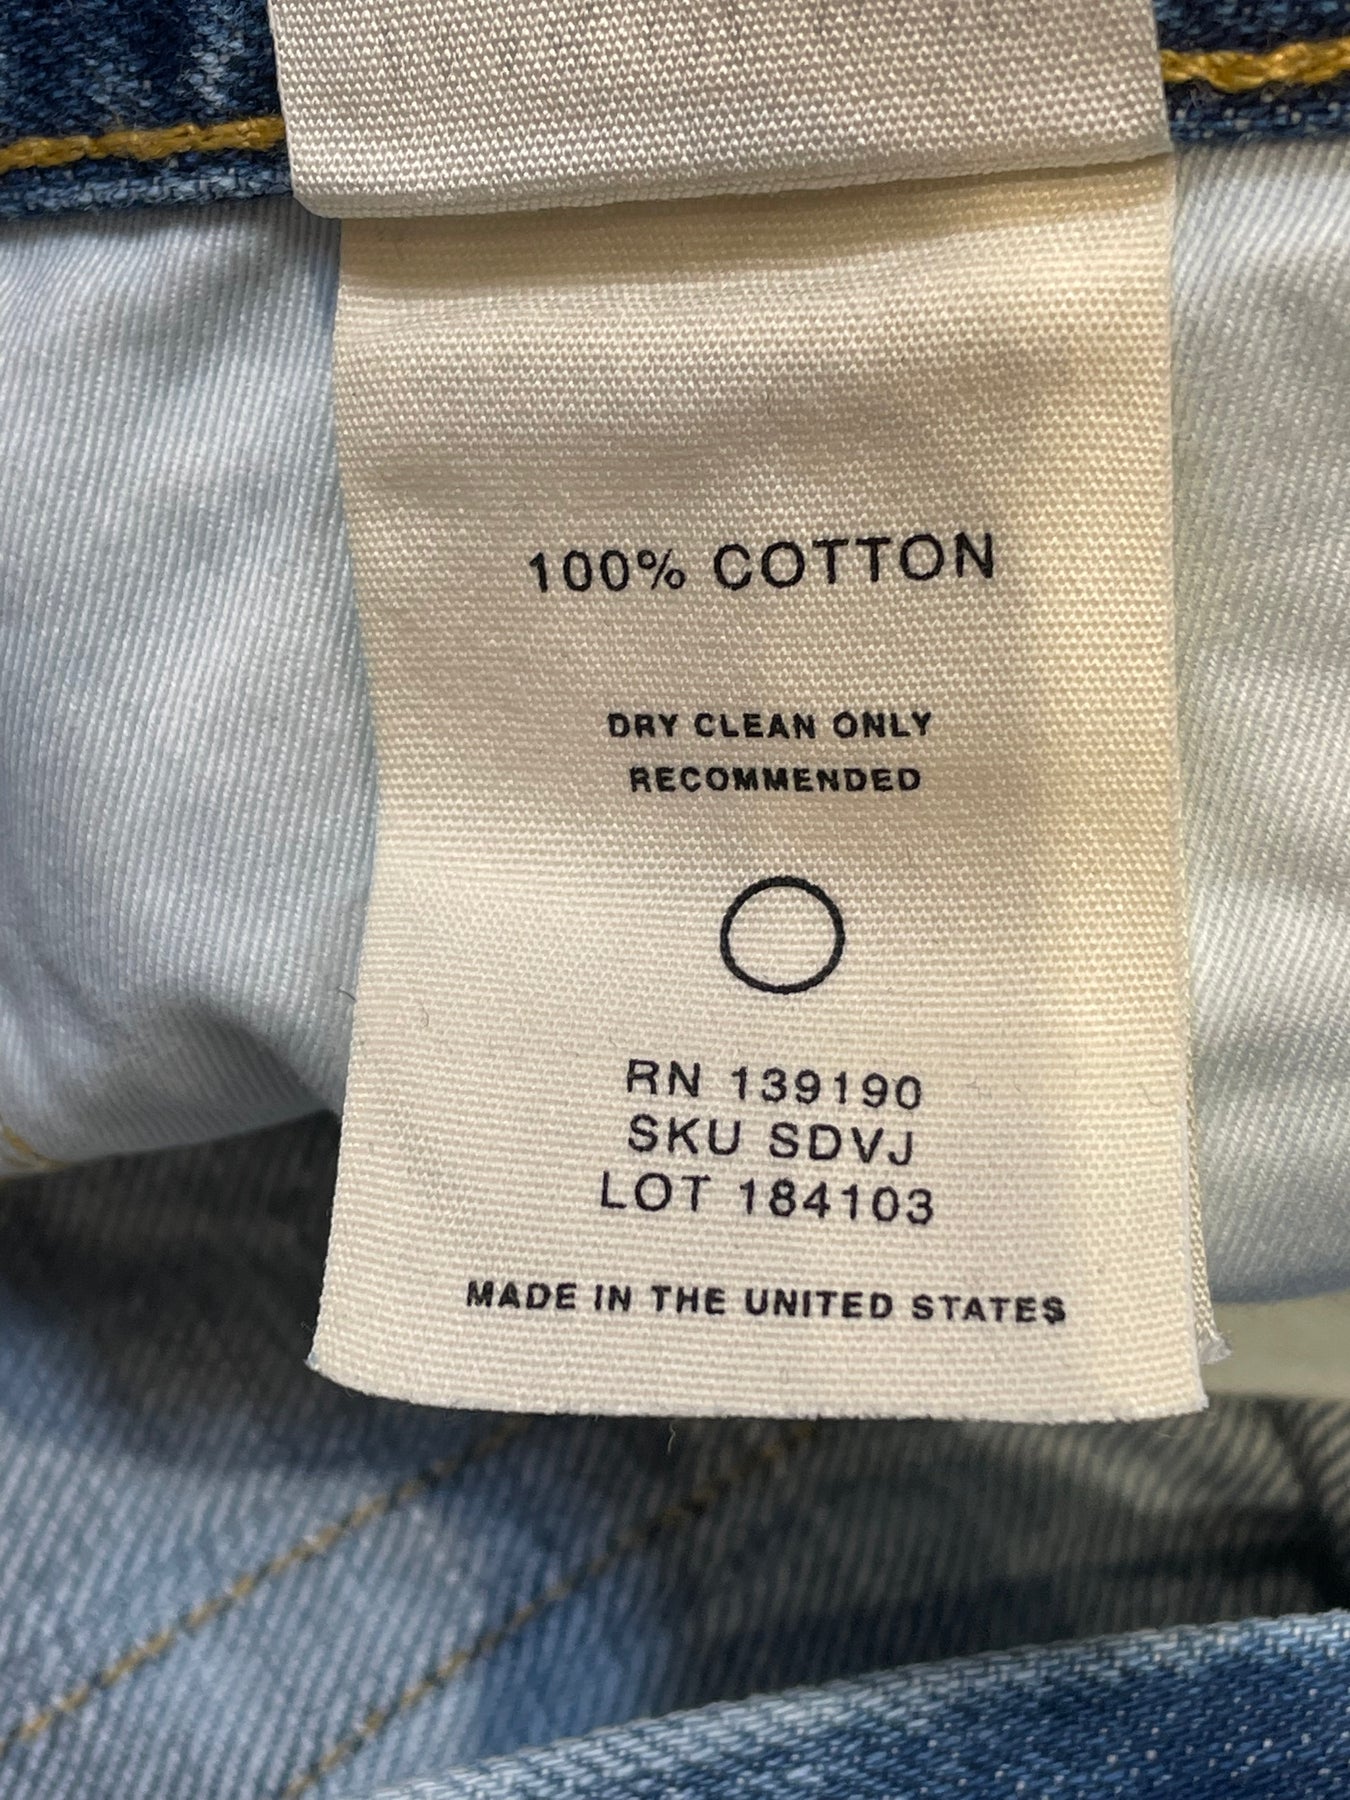 100% COTTON
DRY CLEAN ONLY
RECOMMENDED
RN 139190
SKU SDVJ
LOT 184103
MADE IN THE UNITED STATES